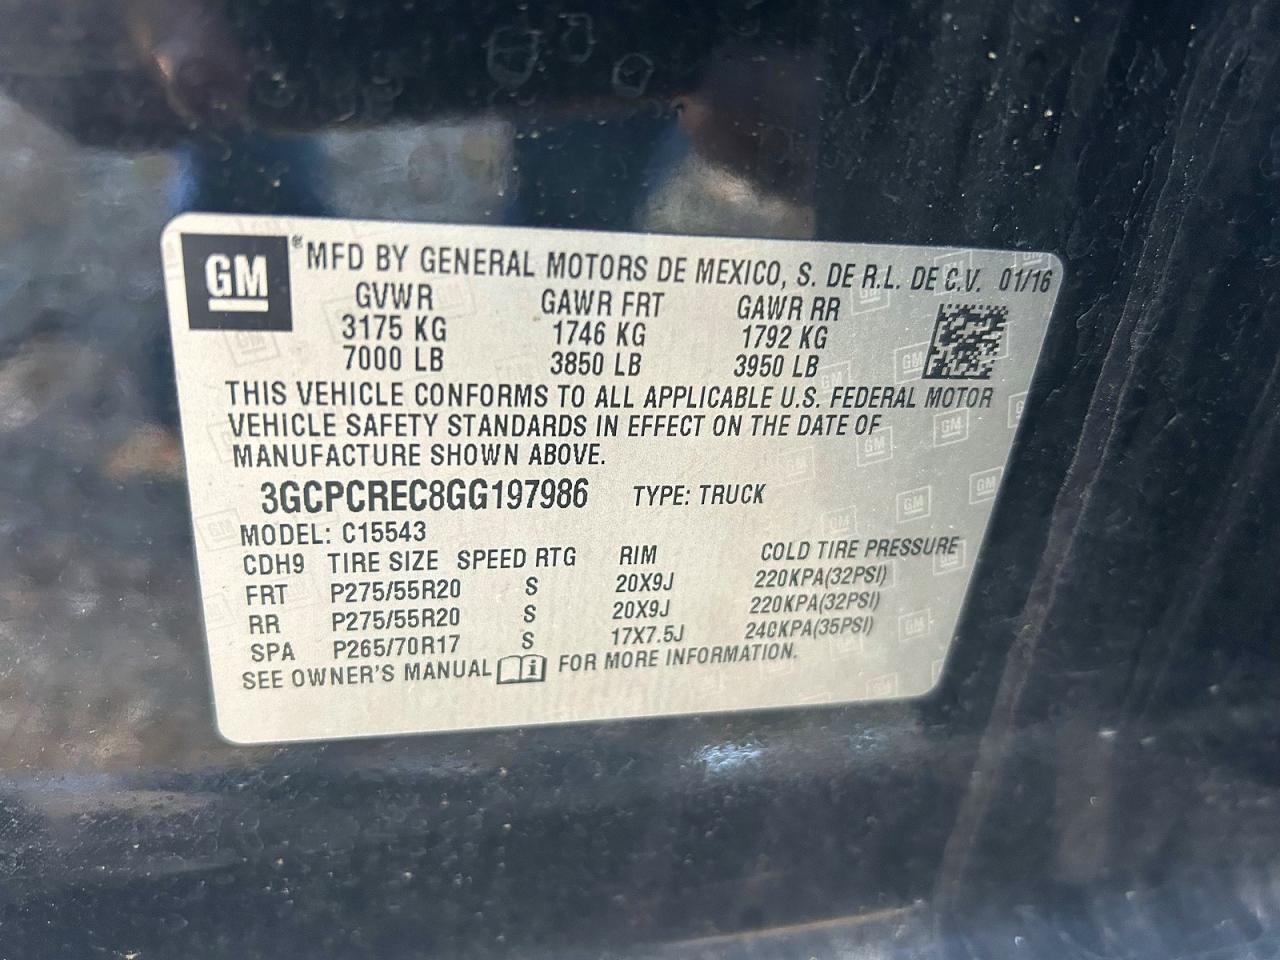 GM ® MFD BY GENERAL MOTORS DE MEXICO, S. DE R.L. DE C.V. 01/16
GVWR GAWR FRT GAWR RR
3175 KG 1746 KG 1792 KG
7000 LB 3850 LB 3950 LB
THIS VEHICLE CONFORMS TO ALL APPLICABLE U.S. FEDERAL MOTOR
VEHICLE SAFETY STANDARDS IN EFFECT ON THE DATE OF
MANUFACTURE SHOWN ABOVE.
3GCPCREC8GG197986 TYPE: TRUCK
MODEL: C15543
CDH9 TIRE SIZE SPEED RTG RIM COLD TIRE PRESSURE
FRT P275/55R20 S 20X9J 220KPA(32PSI)
RR P275/55R20 S 20X9J 220KPA(32PSI)
SPA P265/70R17 S 17X7.5J 240KPA(35PSI)
SEE OWNER'S MANUAL i FOR MORE INFORMATION.